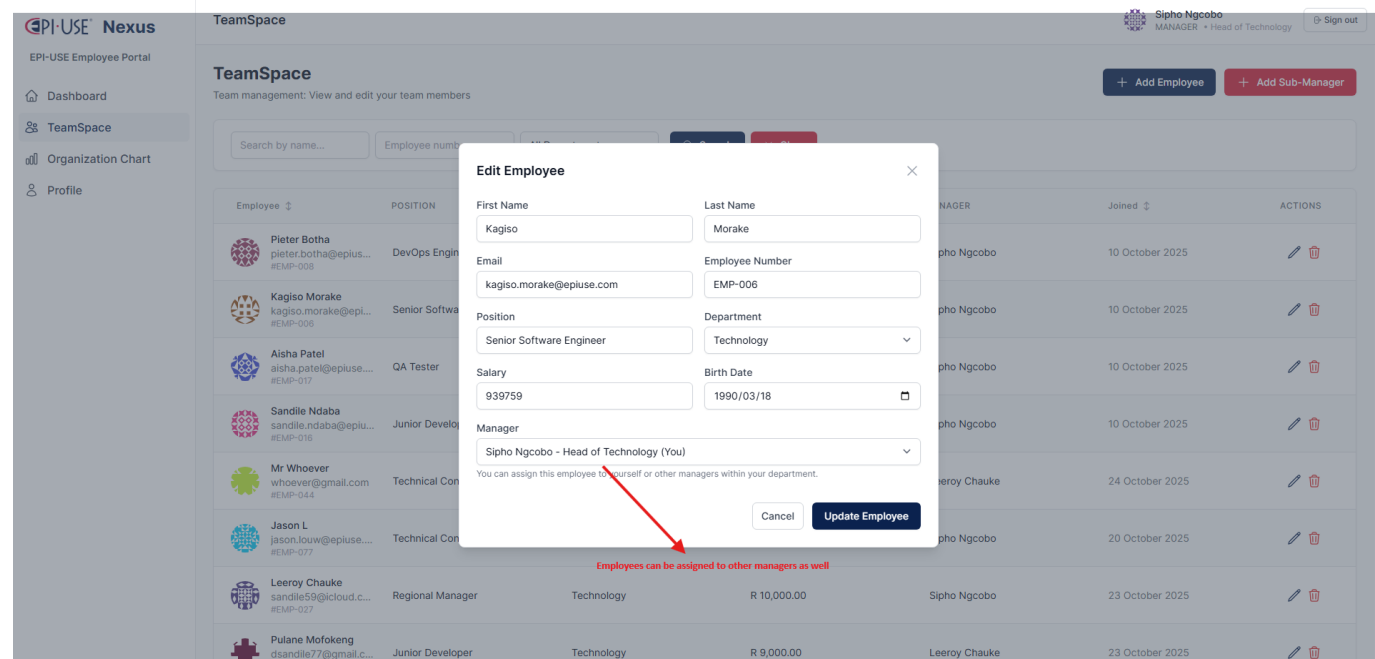 EPI·USE Nexus
TeamSpace
Sipho Ngcobo
MANAGER • Head of Technology
Sign out
EPI-USE Employee Portal
Dashboard
TeamSpace
Organization Chart
Profile
TeamSpace
Team management: View and edit your team members
+ Add Employee
+ Add Sub-Manager
Search by name...
Employee numb
Employee
POSITION
NAGER
Joined
ACTIONS
Pieter Botha
pieter.botha@epius...
#EMP-008
DevOps Engin
pho Ngcobo
10 October 2025
Kagiso Morake
kagiso.morake@epi...
#EMP-006
Senior Softwa
pho Ngcobo
10 October 2025
Aisha Patel
aisha.patel@epiuse....
#EMP-017
QA Tester
pho Ngcobo
10 October 2025
Sandile Ndaba
sandile.ndaba@epiu...
#EMP-016
Junior Develop
pho Ngcobo
10 October 2025
Mr Whoever
whoever@gmail.com
#EMP-044
Technical Con
eeroy Chauke
24 October 2025
Jason L
jason.louw@epiuse....
#EMP-077
Technical Con
pho Ngcobo
20 October 2025
Leeroy Chauke
sandile59@icloud.c...
#EMP-027
Regional Manager
Technology
R 10,000.00
Sipho Ngcobo
23 October 2025
Pulane Mofokeng
dsandile77@gmail.c...
Junior Developer
Technology
R 9,000.00
Leeroy Chauke
23 October 2025
Edit Employee
First Name
Last Name
Kagiso
Morake
Email
Employee Number
kagiso.morake@epiuse.com
EMP-006
Position
Department
Senior Software Engineer
Technology
Salary
Birth Date
939759
1990/03/18
Manager
Sipho Ngcobo - Head of Technology (You)
You can assign this employee to yourself or other managers within your department.
Cancel
Update Employee
Employees can be assigned to other managers as well